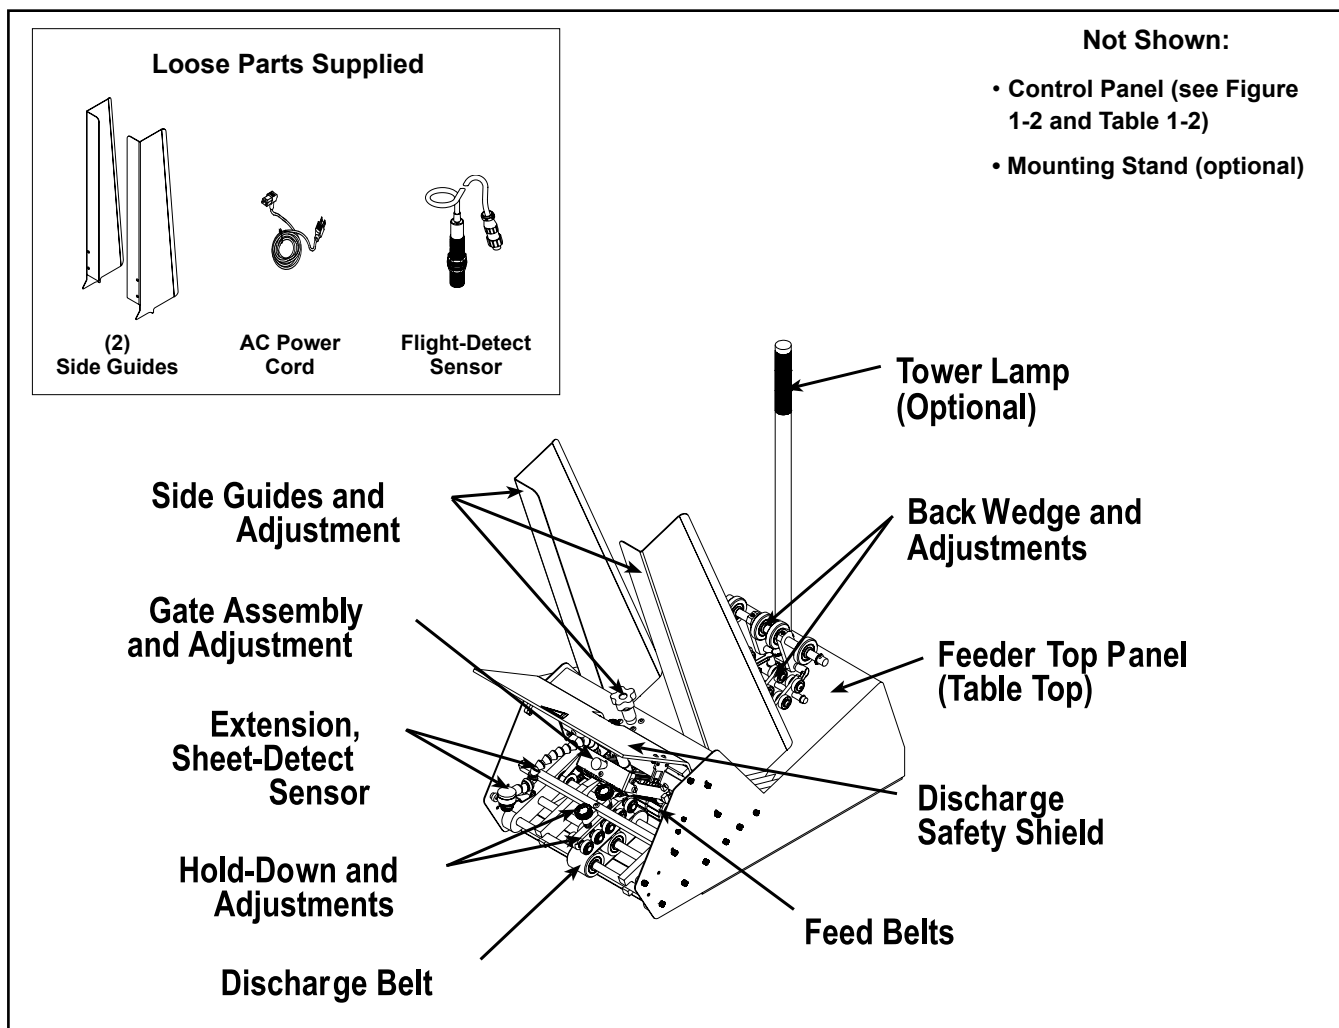 Loose Parts Supplied
(2)
Side Guides
AC Power
Cord
Flight-Detect
Sensor
Not Shown:
• Control Panel (see Figure
1-2 and Table 1-2)
• Mounting Stand (optional)
Tower Lamp
(Optional)
Side Guides and
Adjustment
Back Wedge and
Adjustments
Gate Assembly
and Adjustment
Feeder Top Panel
(Table Top)
Extension,
Sheet-Detect
Sensor
Discharge
Safety Shield
Hold-Down and
Adjustments
Feed Belts
Discharge Belt